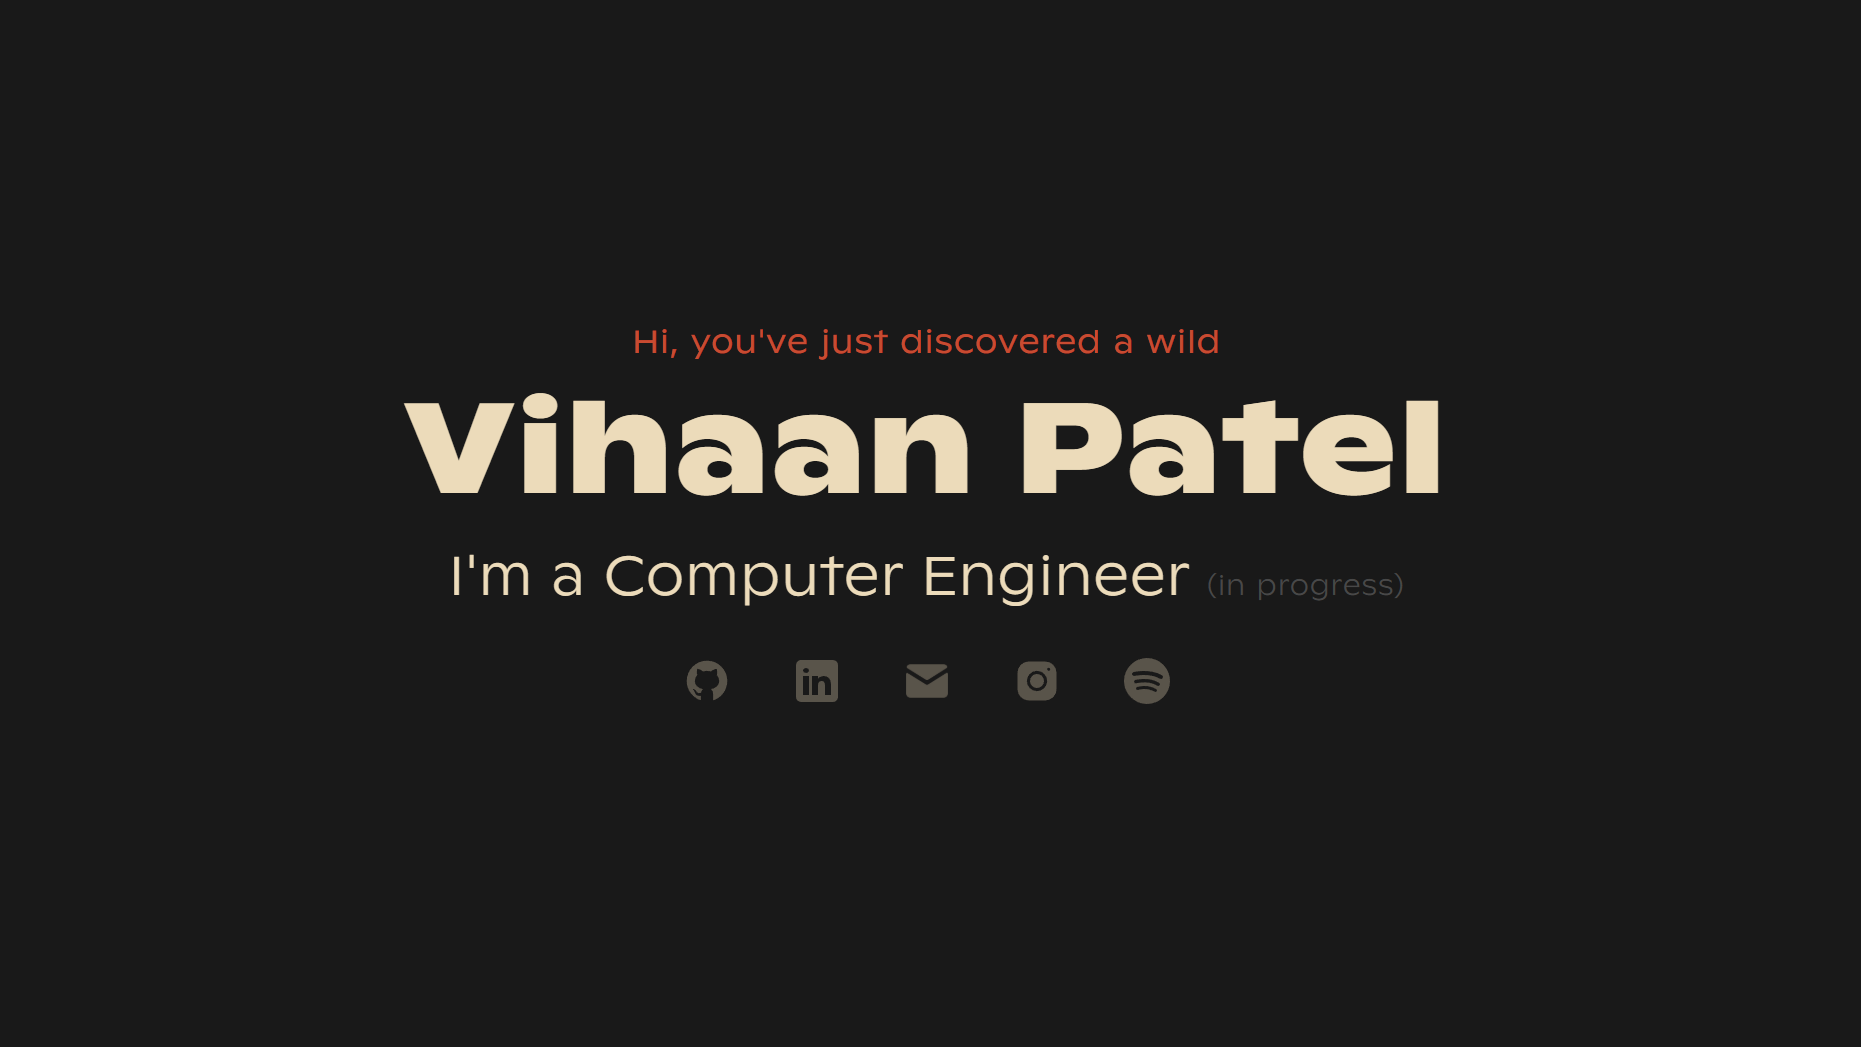 Hi, you've just discovered a wild
Vihaan Patel
I'm a Computer Engineer (in progress)
in